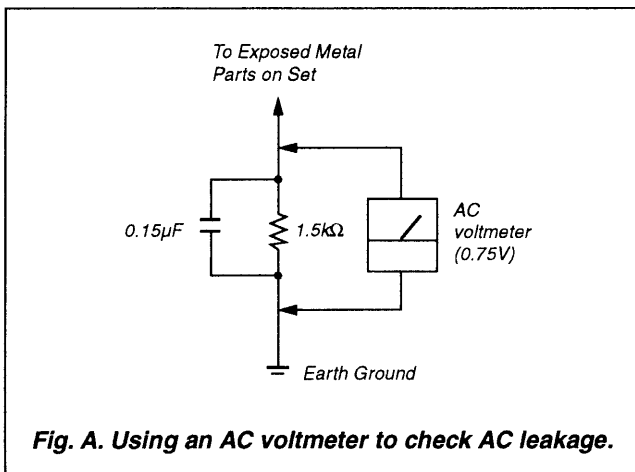 To Exposed Metal
Parts on Set
0.15µF
1.5kΩ
AC
voltmeter
(0.75V)
Earth Ground
Fig. A. Using an AC voltmeter to check AC leakage.